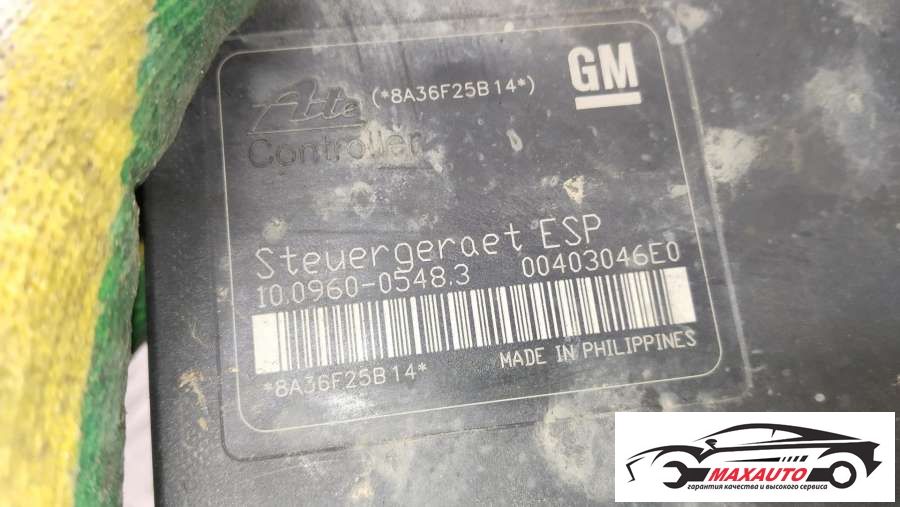 Ate
(*8A36F25B14*)
GM
Controller
Steuergeraet ESP
10.0960-0548.3 00403046E0
*8A36F25B14*
MADE IN PHILIPPINES
MAXAUTO
гарантия качества и высокого сервиса